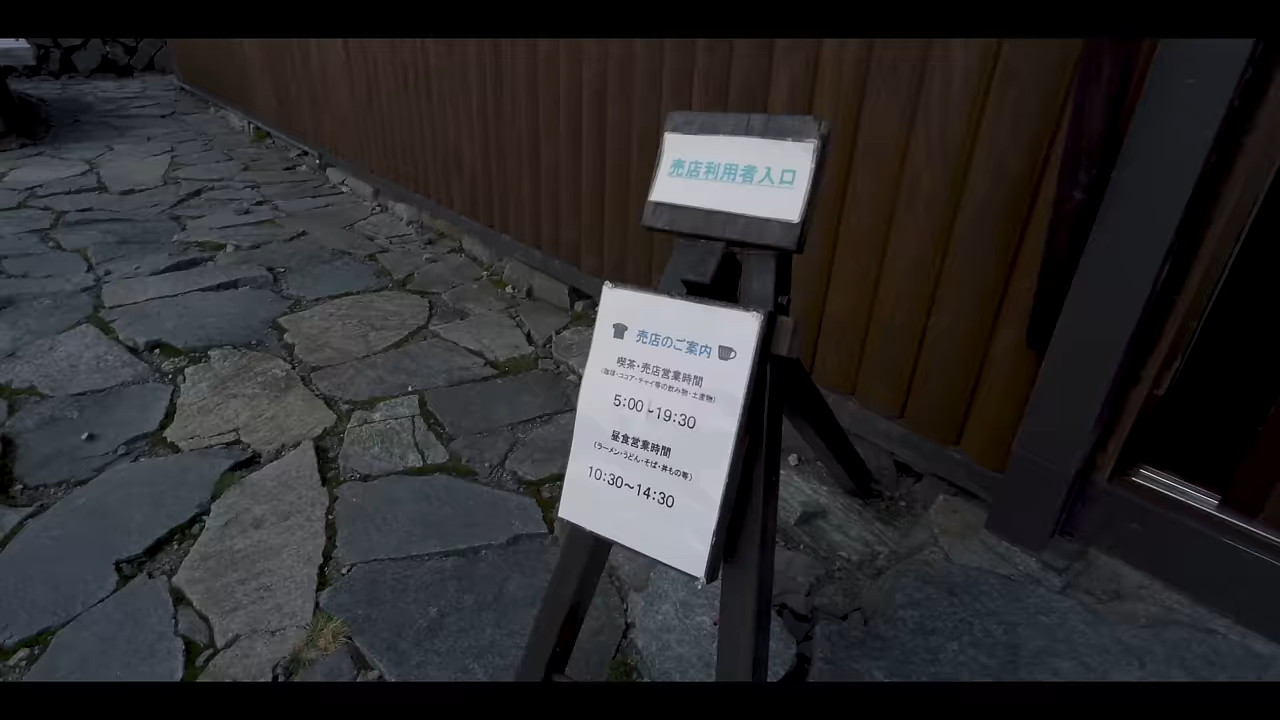 売店利用者入口
売店のご案内
喫茶・売店営業時間
(珈琲・ココア・チャイ等の飲み物・土産物)
5:00~19:30
昼食営業時間
(ラーメン・うどん・そば・丼もの等)
10:30〜14:30